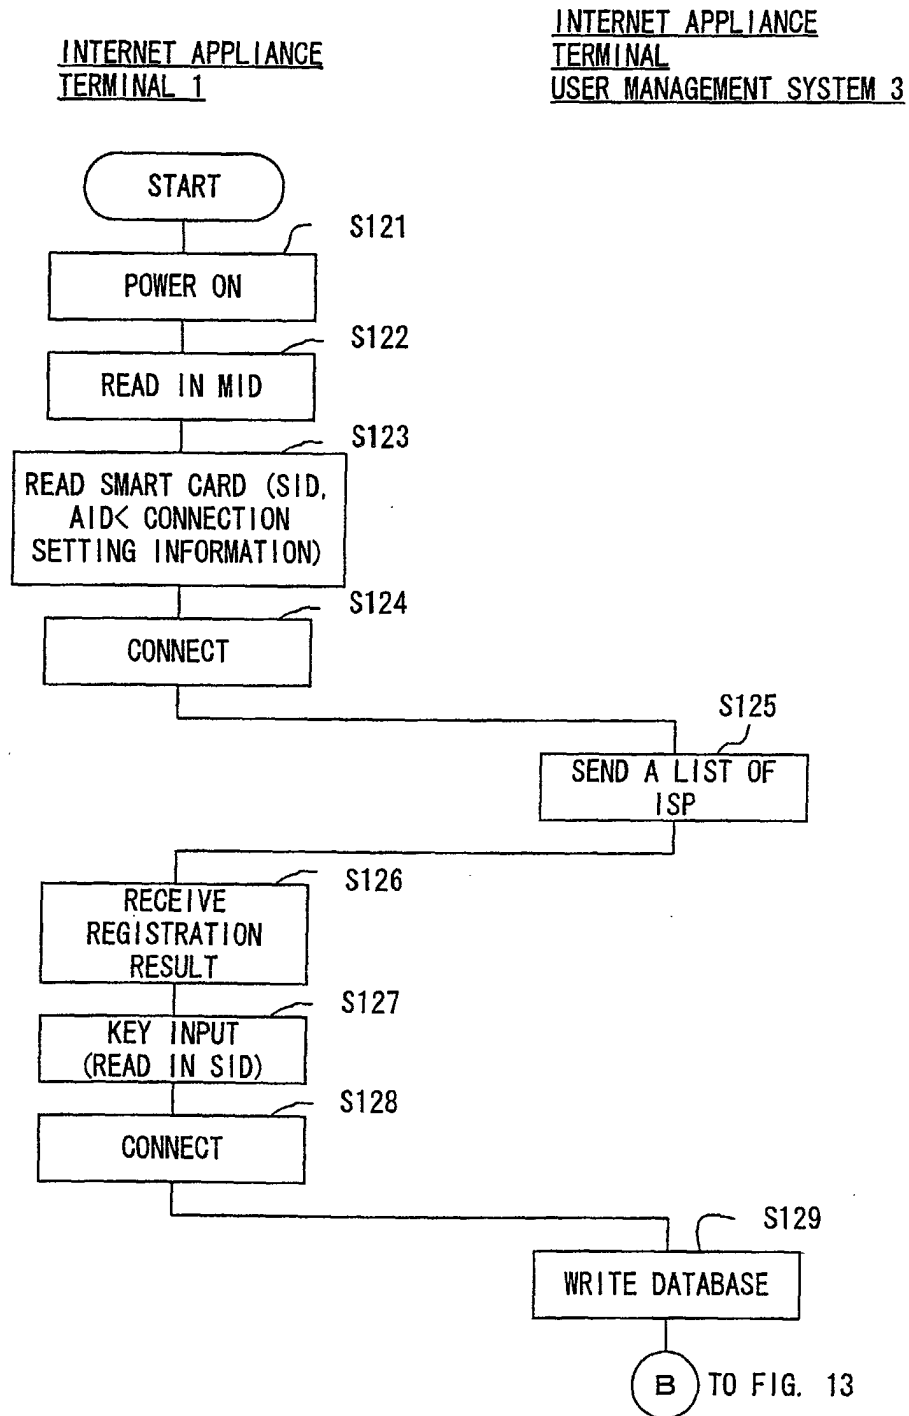 INTERNET APPLIANCE
TERMINAL 1
INTERNET APPLIANCE
TERMINAL
USER MANAGEMENT SYSTEM 3
START
S121
POWER ON
S122
READ IN MID
S123
READ SMART CARD (SID,
AID< CONNECTION
SETTING INFORMATION)
S124
CONNECT
S125
SEND A LIST OF
ISP
S126
RECEIVE
REGISTRATION
RESULT
S127
KEY INPUT
(READ IN SID)
S128
CONNECT
S129
WRITE DATABASE
B TO FIG. 13